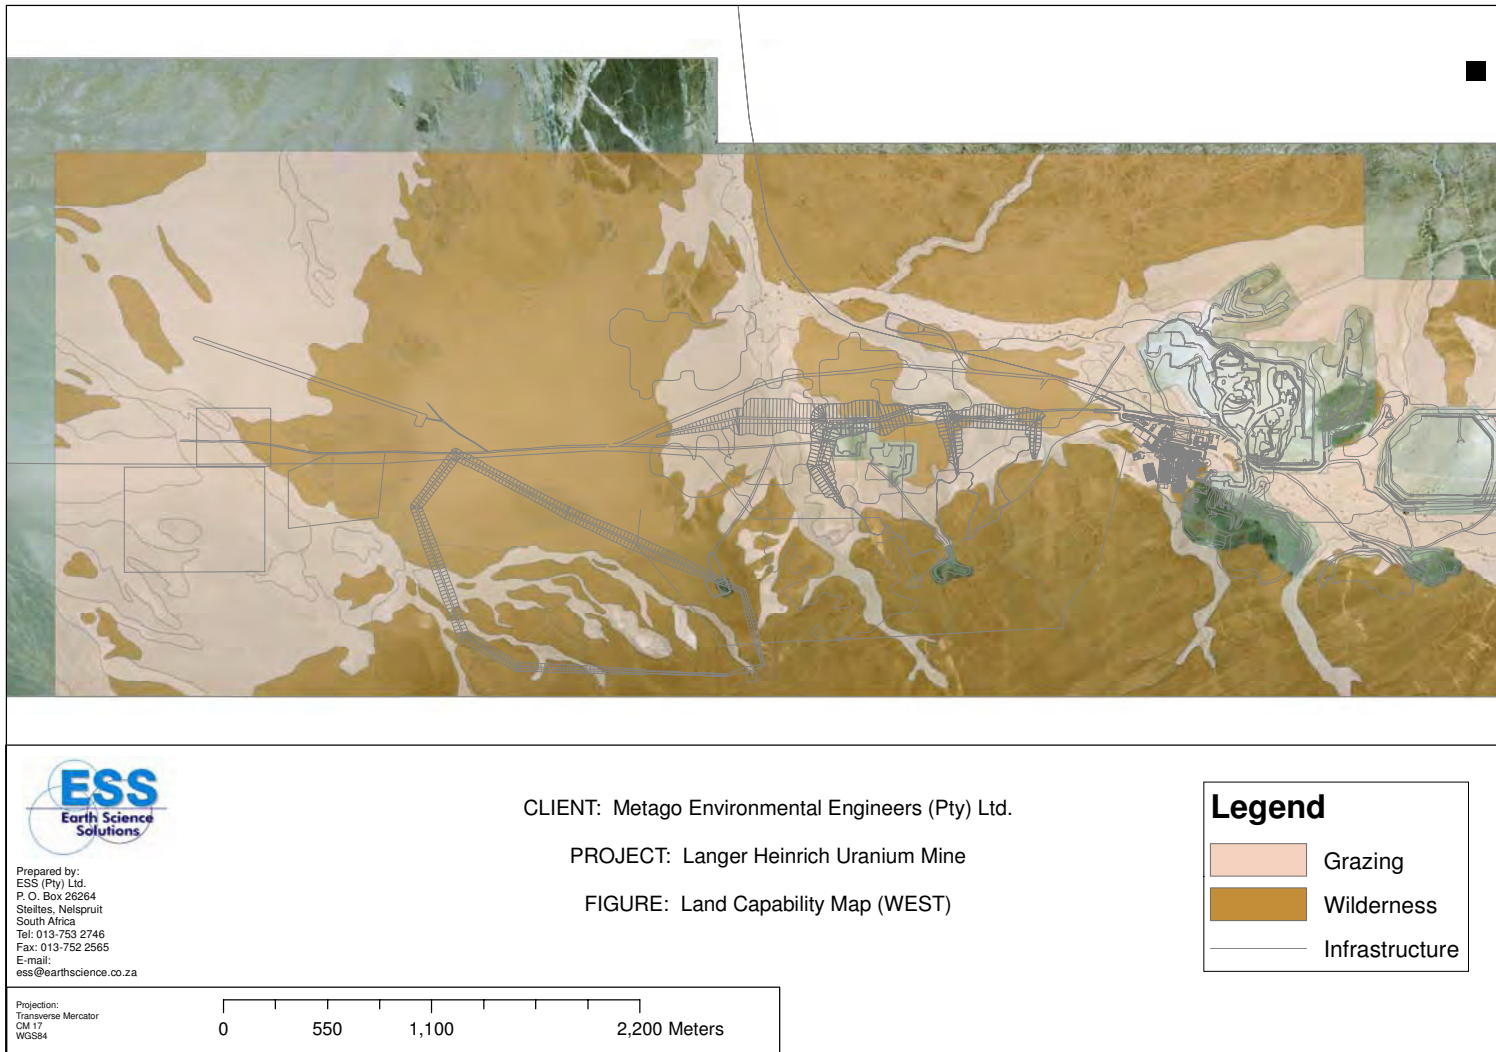 ESS
Earth Science
Solutions
Prepared by:
ESS (Pty) Ltd.
P. O. Box 26264
Steiltes, Nelspruit
South Africa
Tel: 013-753 2746
Fax: 013-752 2565
E-mail:
ess@earthscience.co.za
CLIENT: Metago Environmental Engineers (Pty) Ltd.
PROJECT: Langer Heinrich Uranium Mine
FIGURE: Land Capability Map (WEST)
Legend
Grazing
Wilderness
Infrastructure
Projection:
Transverse Mercator
CM 17
WGS84
0 550 1,100 2,200 Meters